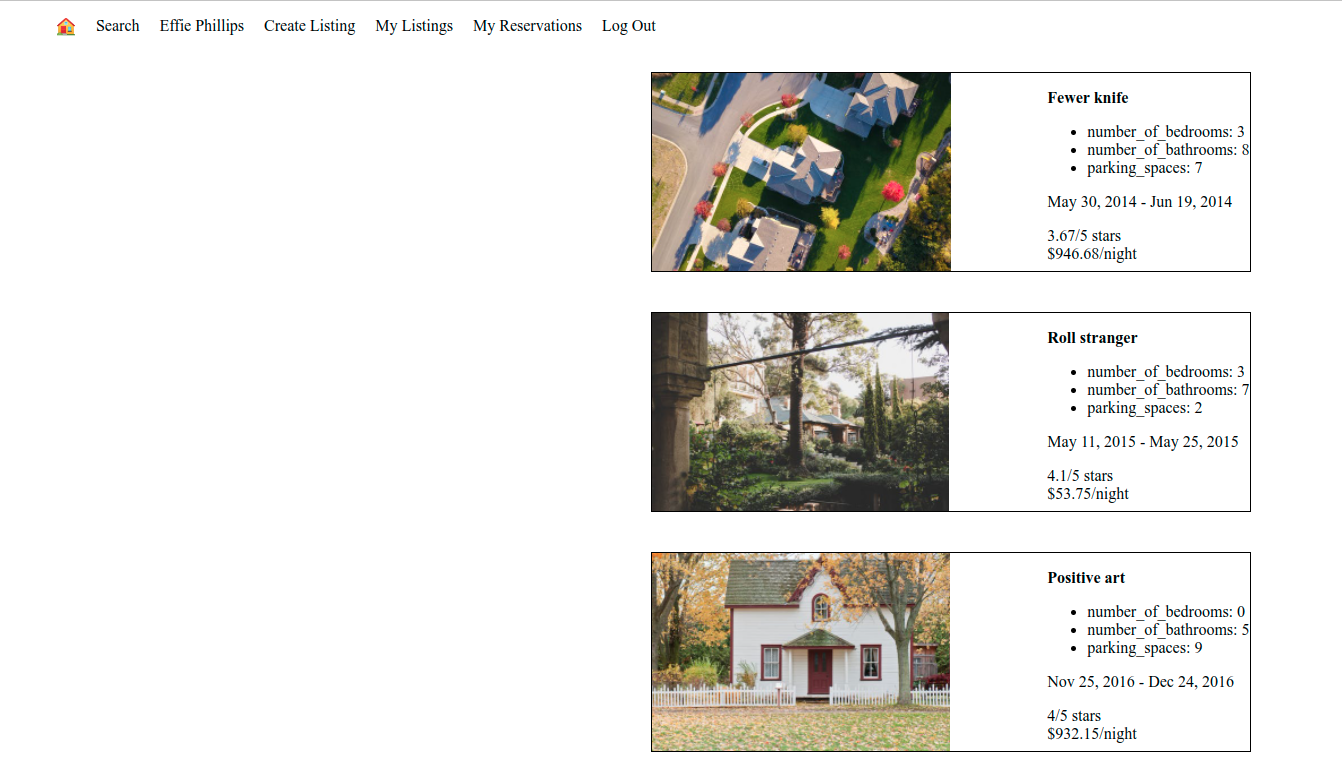 Search Effie Phillips Create Listing My Listings My Reservations Log Out
Fewer knife
number_of_bedrooms: 3
number_of_bathrooms: 8
parking_spaces: 7
May 30, 2014 - Jun 19, 2014
3.67/5 stars
$946.68/night
Roll stranger
number_of_bedrooms: 3
number_of_bathrooms: 7
parking_spaces: 2
May 11, 2015 - May 25, 2015
4.1/5 stars
$53.75/night
Positive art
number_of_bedrooms: 0
number_of_bathrooms: 5
parking_spaces: 9
Nov 25, 2016 - Dec 24, 2016
4/5 stars
$932.15/night